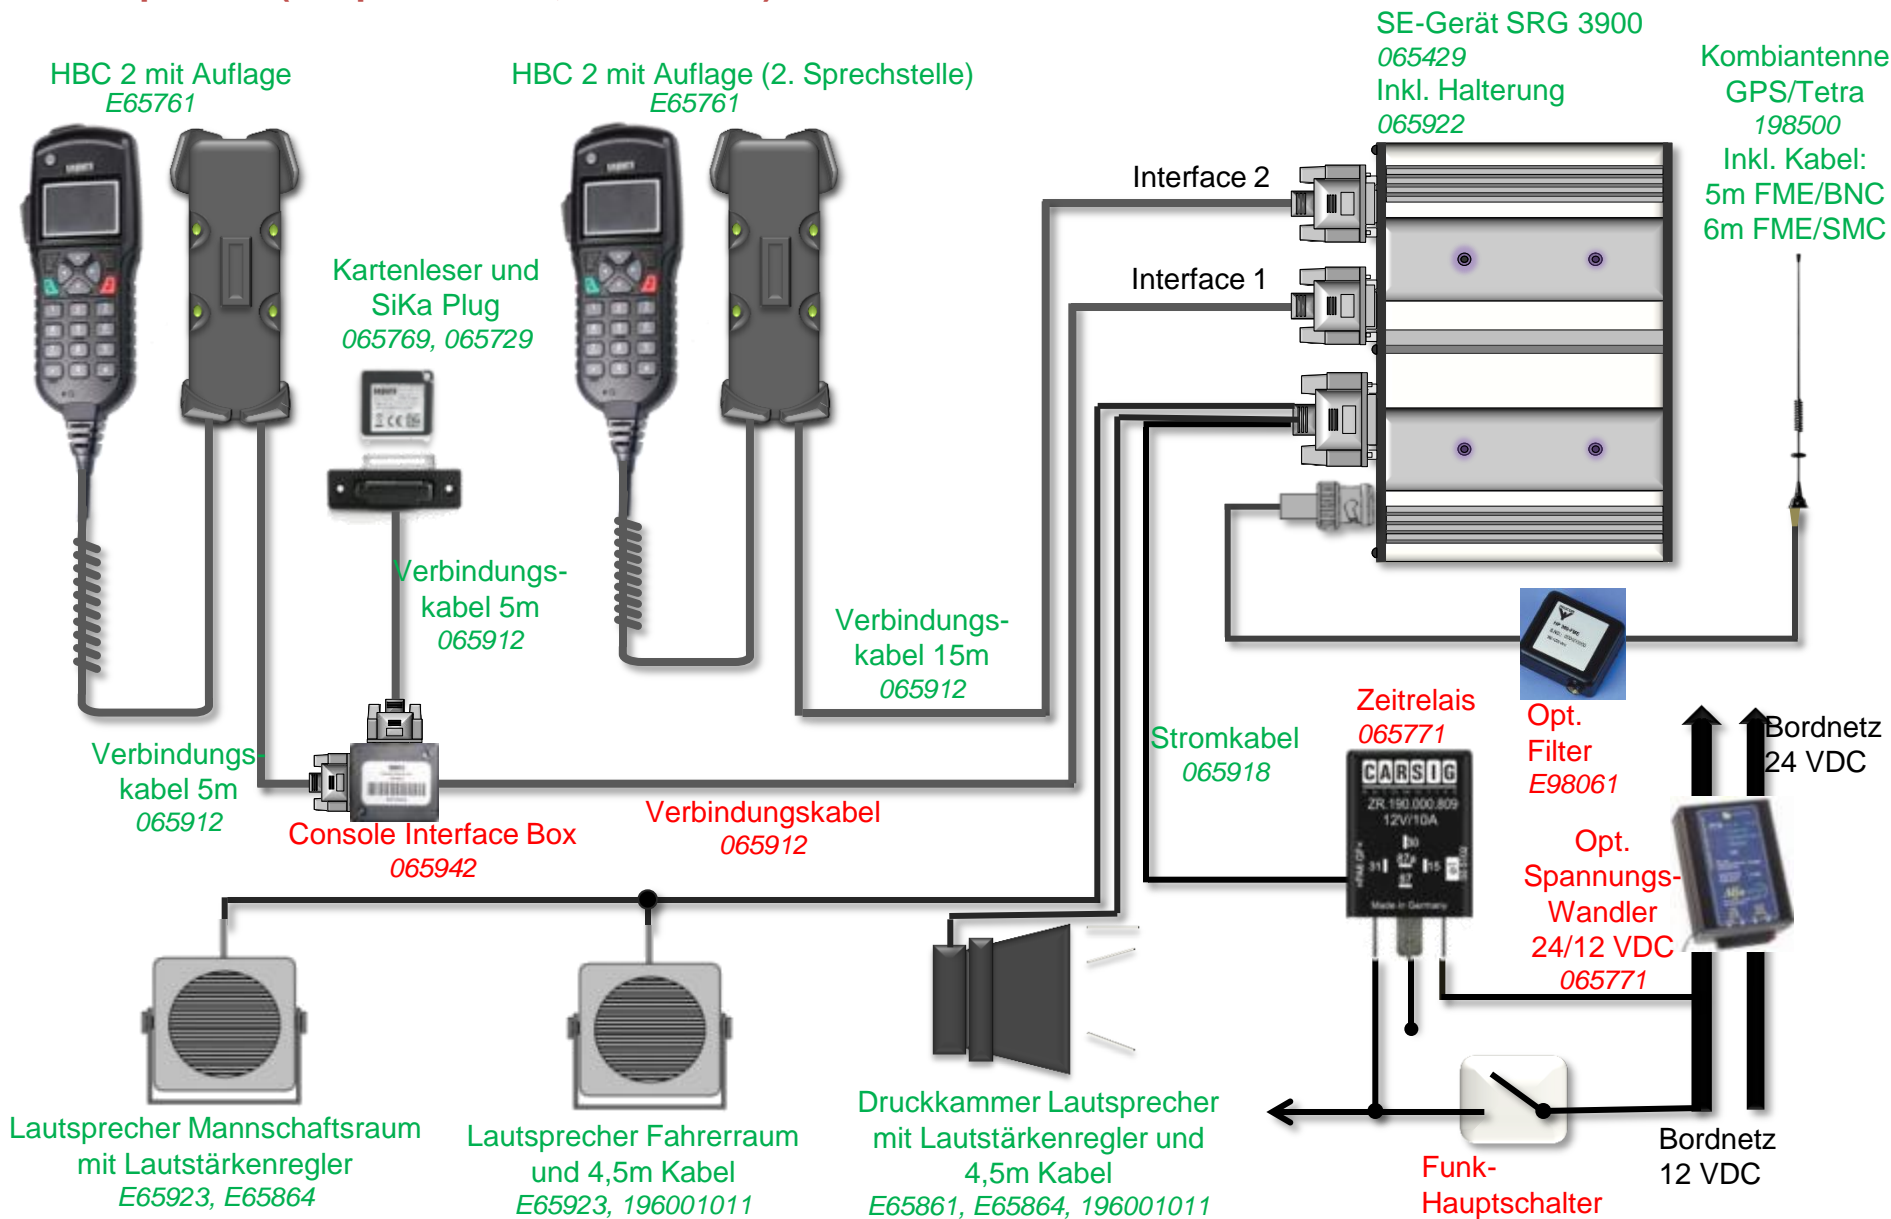 SE-Gerät SRG 3900
065429
Inkl. Halterung
065922
Kombiantenne
GPS/Tetra
198500
Inkl. Kabel:
5m FME/BNC
6m FME/SMC
HBC 2 mit Auflage
E65761
HBC 2 mit Auflage (2. Sprechstelle)
E65761
Interface 2
Interface 1
Kartenleser und
SiKa Plug
065769, 065729
Verbindungs-
kabel 5m
065912
Verbindungs-
kabel 15m
065912
Verbindungs-
kabel 5m
065912
Console Interface Box
065942
Verbindungskabel
065912
Stromkabel
065918
Zeitrelais
065771
CARSIG
ZR.190.000.809
12V/10A
30
87a
31
15
87
Made in Germany
Opt.
Filter
E98061
Bordnetz
24 VDC
Opt.
Spannungs-
Wandler
24/12 VDC
065771
Lautsprecher Mannschaftsraum
mit Lautstärkenregler
E65923, E65864
Lautsprecher Fahrerraum
und 4,5m Kabel
E65923, 196001011
Druckkammer Lautsprecher
mit Lautstärkenregler und
4,5m Kabel
E65861, E65864, 196001011
Funk-
Hauptschalter
Bordnetz
12 VDC